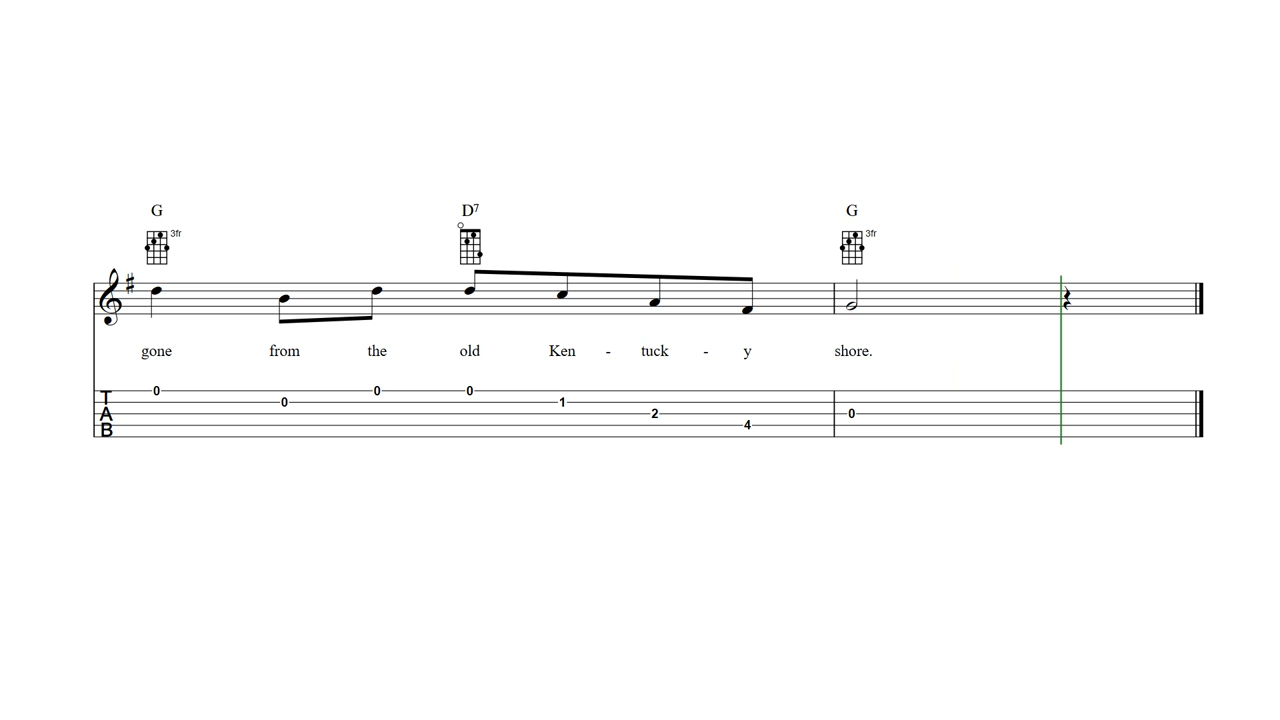 G D7 G
3fr 3fr
gone from the old Ken - tuck - y shore.
T A B 0 0 0 0 1 2 4 0